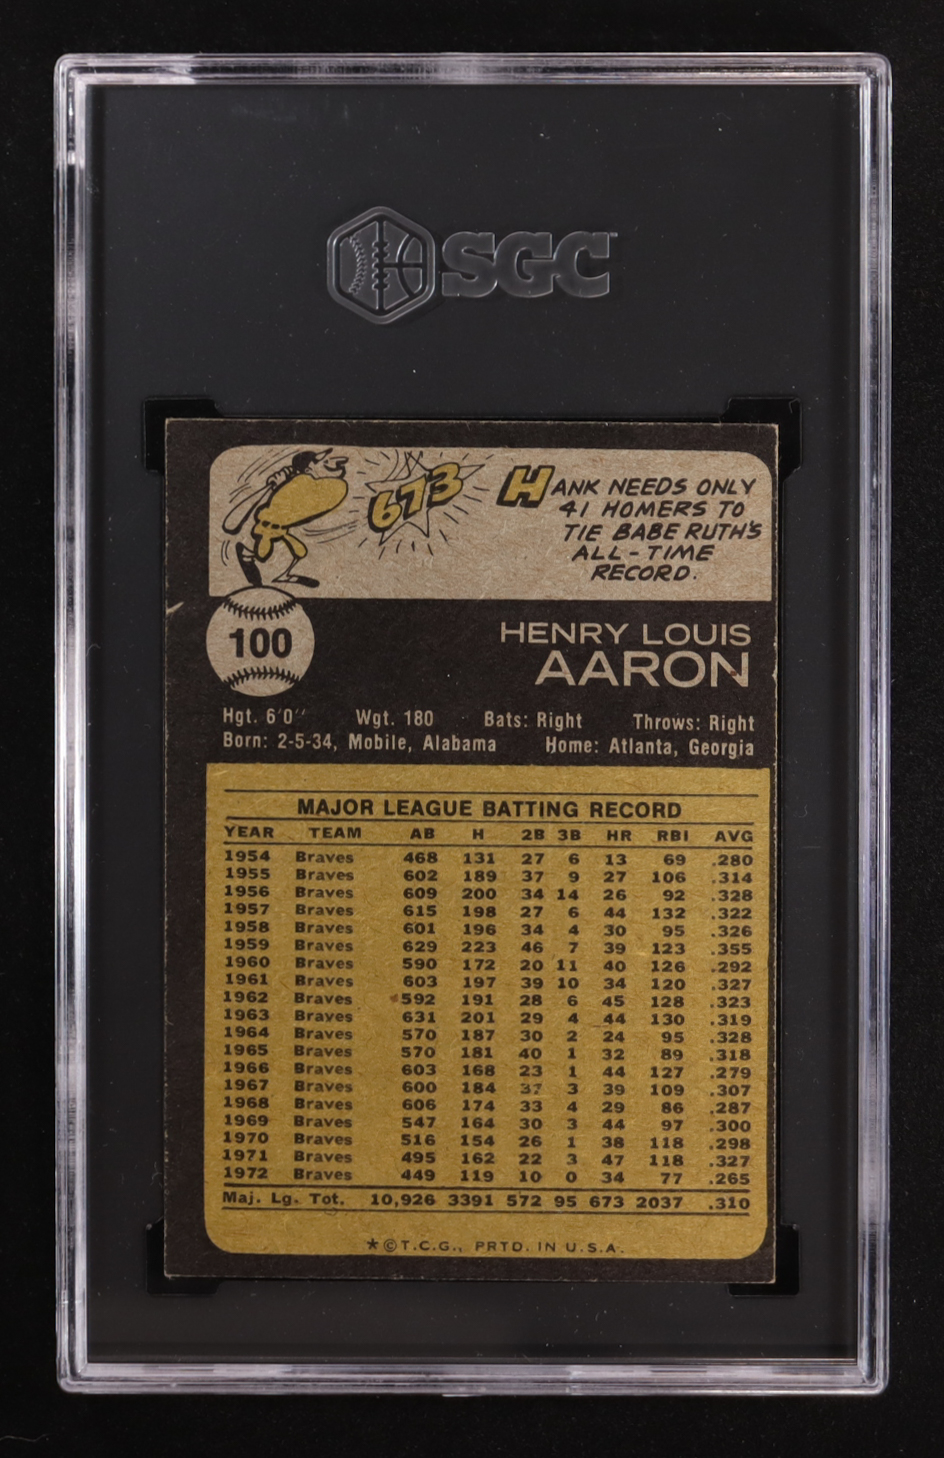 SGC™
673
HANK NEEDS ONLY
41 HOMERS TO
TIE BABE RUTH'S
ALL-TIME
RECORD.
100
HENRY LOUIS
AARON
Hgt. 6'0'' Wgt. 180 Bats: Right Throws: Right
Born: 2-5-34, Mobile, Alabama Home: Atlanta, Georgia
MAJOR LEAGUE BATTING RECORD
YEAR TEAM AB H 2B 3B HR RBI AVG
1954 Braves 468 131 27 6 13 69 .280
1955 Braves 602 189 37 9 27 106 .314
1956 Braves 609 200 34 14 26 92 .328
1957 Braves 615 198 27 6 44 132 .322
1958 Braves 601 196 34 4 30 95 .326
1959 Braves 629 223 46 7 39 123 .355
1960 Braves 590 172 20 11 40 126 .292
1961 Braves 603 197 39 10 34 120 .327
1962 Braves 592 191 28 6 45 128 .323
1963 Braves 631 201 29 4 44 130 .319
1964 Braves 570 187 30 2 24 95 .328
1965 Braves 570 181 40 1 32 89 .318
1966 Braves 603 168 23 1 44 127 .279
1967 Braves 600 184 37 3 39 109 .307
1968 Braves 606 174 33 4 29 86 .287
1969 Braves 547 164 30 3 44 97 .300
1970 Braves 516 154 26 1 38 118 .298
1971 Braves 495 162 22 3 47 118 .327
1972 Braves 449 119 10 0 34 77 .265
Maj. Lg. Tot. 10,926 3391 572 95 673 2037 .310
★©T.C.G., PRTD. IN U.S.A.